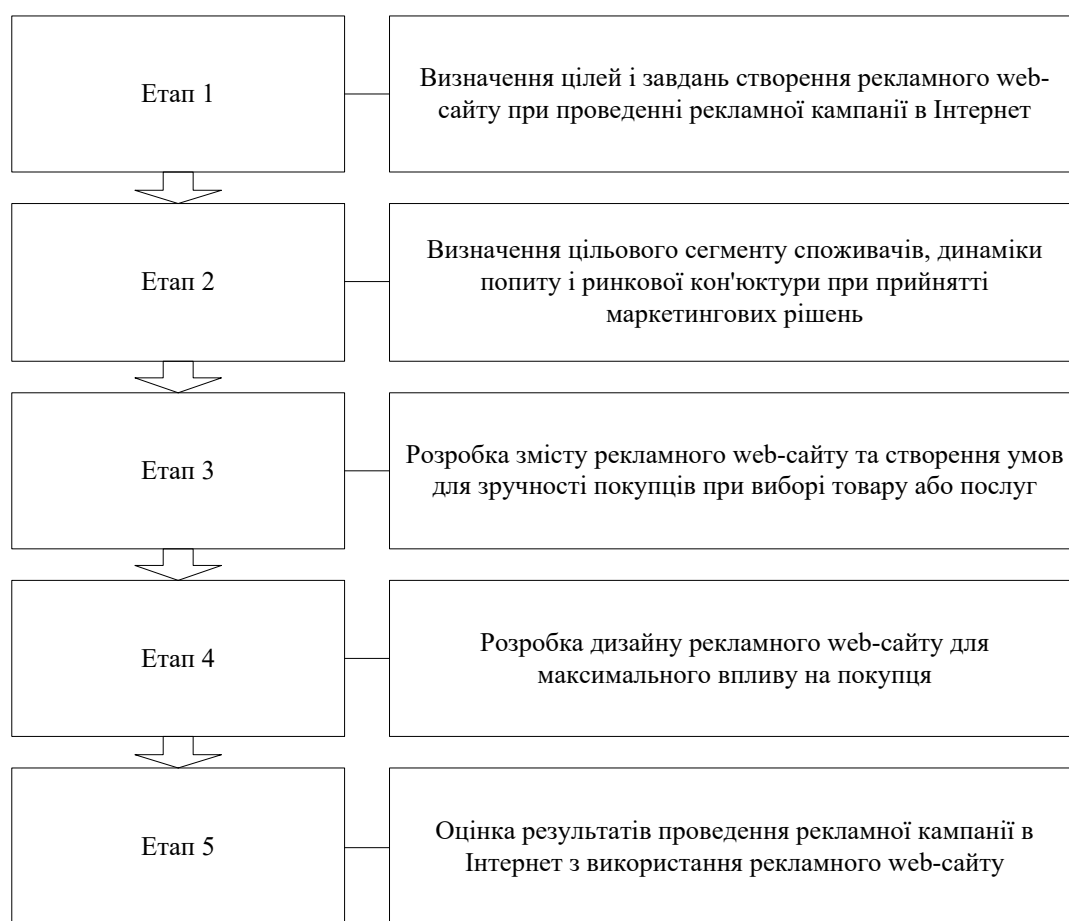 Етап 1
Визначення цілей і завдань створення рекламного web-
сайту при проведенні рекламної кампанії в Інтернет
Етап 2
Визначення цільового сегменту споживачів, динаміки
попиту і ринкової кон'юктури при прийнятті
маркетингових рішень
Етап 3
Розробка змісту рекламного web-сайту та створення умов
для зручності покупців при виборі товару або послуг
Етап 4
Розробка дизайну рекламного web-сайту для
максимального впливу на покупця
Етап 5
Оцінка результатів проведення рекламної кампанії в
Інтернет з використання рекламного web-сайту